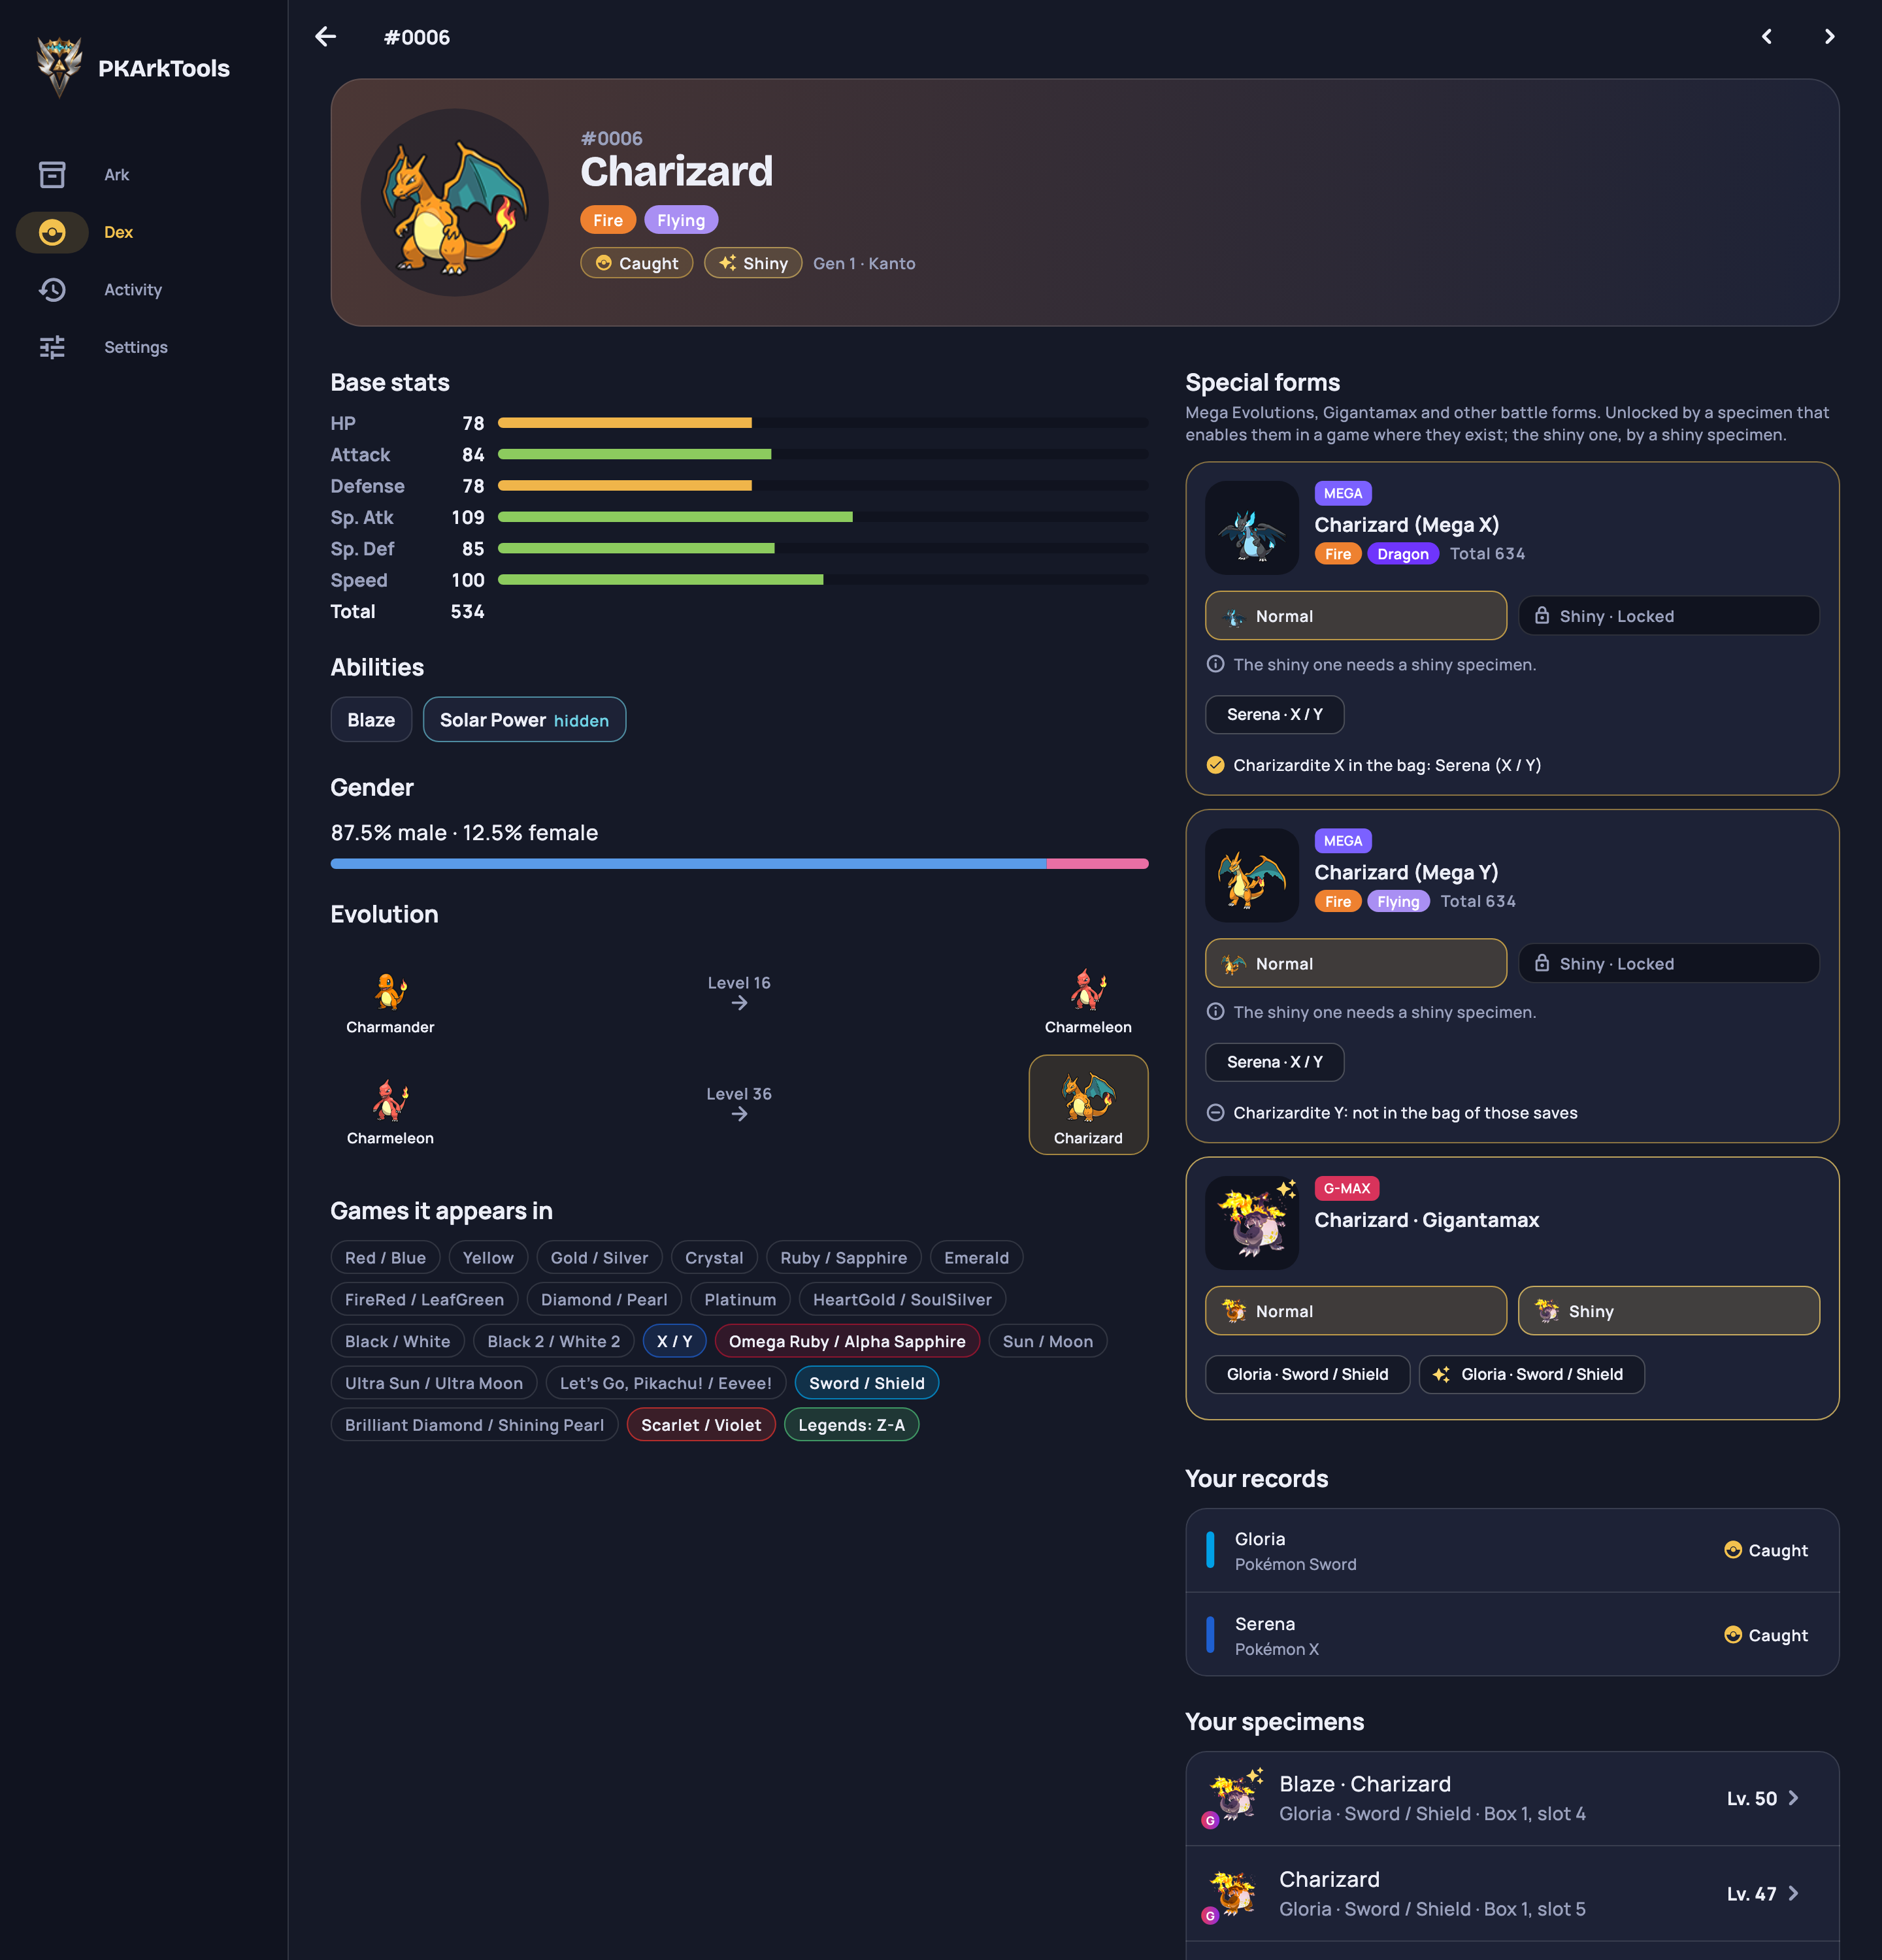 PKArkTools
Ark
Dex
Activity
Settings
#0006
#0006
Charizard
Fire Flying
Caught Shiny Gen 1 · Kanto
Base stats
HP 78
Attack 84
Defense 78
Sp. Atk 109
Sp. Def 85
Speed 100
Total 534
Abilities
Blaze Solar Power hidden
Gender
87.5% male · 12.5% female
Evolution
Level 16
Charmander Charmeleon
Level 36
Charmeleon Charizard
Games it appears in
Red / Blue Yellow Gold / Silver Crystal Ruby / Sapphire Emerald
FireRed / LeafGreen Diamond / Pearl Platinum HeartGold / SoulSilver
Black / White Black 2 / White 2 X / Y Omega Ruby / Alpha Sapphire Sun / Moon
Ultra Sun / Ultra Moon Let's Go, Pikachu! / Eevee! Sword / Shield
Brilliant Diamond / Shining Pearl Scarlet / Violet Legends: Z-A
Special forms
Mega Evolutions, Gigantamax and other battle forms. Unlocked by a specimen that
enables them in a game where they exist; the shiny one, by a shiny specimen.
MEGA
Charizard (Mega X)
Fire Dragon Total 634
Normal Shiny · Locked
The shiny one needs a shiny specimen.
Serena · X / Y
Charizardite X in the bag: Serena (X / Y)
MEGA
Charizard (Mega Y)
Fire Flying Total 634
Normal Shiny · Locked
The shiny one needs a shiny specimen.
Serena · X / Y
Charizardite Y: not in the bag of those saves
G-MAX
Charizard · Gigantamax
Normal Shiny
Gloria · Sword / Shield Gloria · Sword / Shield
Your records
Gloria
Pokémon Sword
Caught
Serena
Pokémon X
Caught
Your specimens
Blaze · Charizard
Gloria · Sword / Shield · Box 1, slot 4
Lv. 50
G
Charizard
Gloria · Sword / Shield · Box 1, slot 5
Lv. 47
G